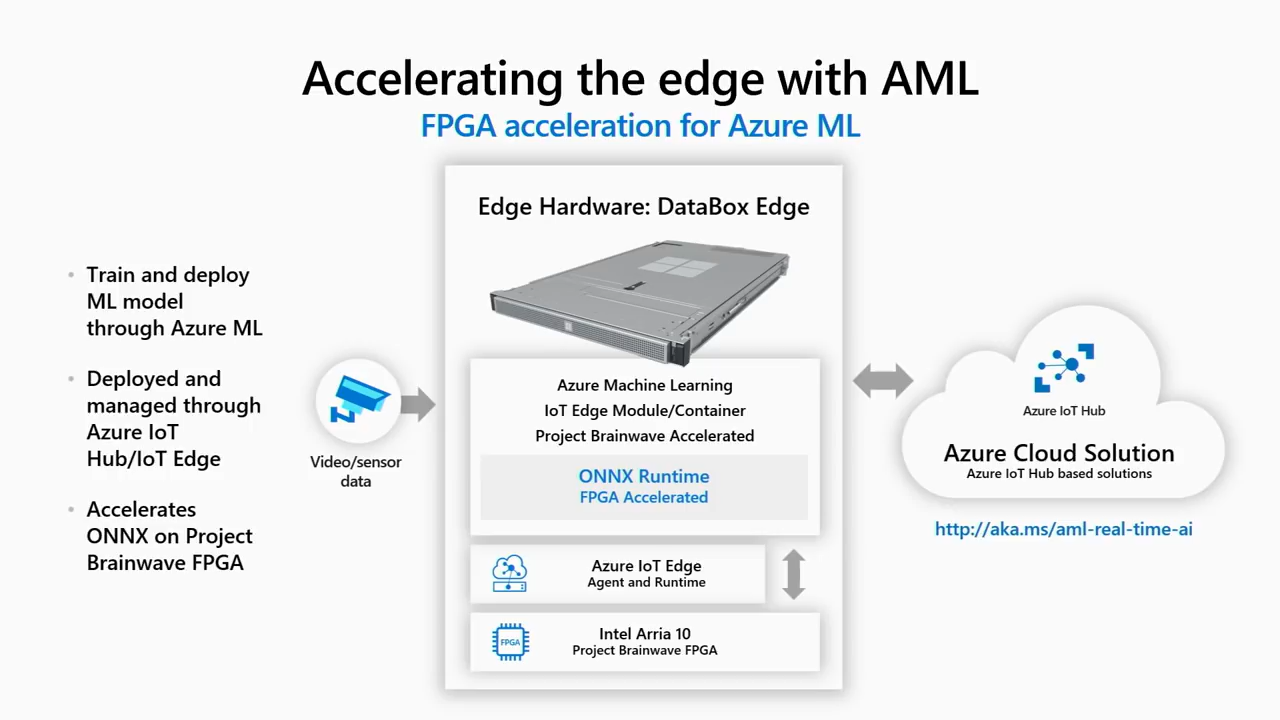 Accelerating the edge with AML
FPGA acceleration for Azure ML
Train and deploy
ML model
through Azure ML
Deployed and
managed through
Azure IoT
Hub/IoT Edge
Accelerates
ONNX on Project
Brainwave FPGA
Video/sensor
data
Edge Hardware: DataBox Edge
Azure Machine Learning
IoT Edge Module/Container
Project Brainwave Accelerated
ONNX Runtime
FPGA Accelerated
Azure IoT Edge
Agent and Runtime
FPGA
Intel Arria 10
Project Brainwave FPGA
Azure IoT Hub
Azure Cloud Solution
Azure IoT Hub based solutions
http://aka.ms/aml-real-time-ai